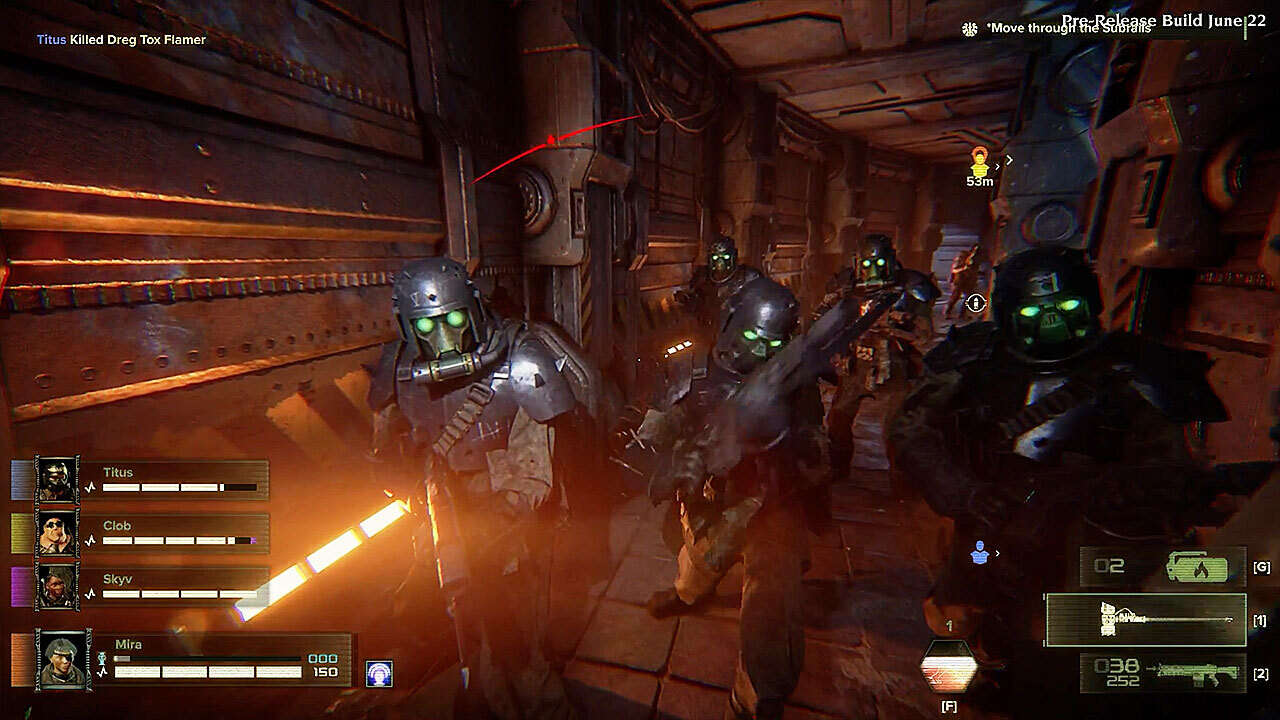 Pre-Release Build June 22
*Move through the Subrails
Titus Killed Dreg Tox Flamer
53m
Titus
Clob
Skyv
Mira
000
150
1
[F]
02
[G]
[1]
038
252
[2]